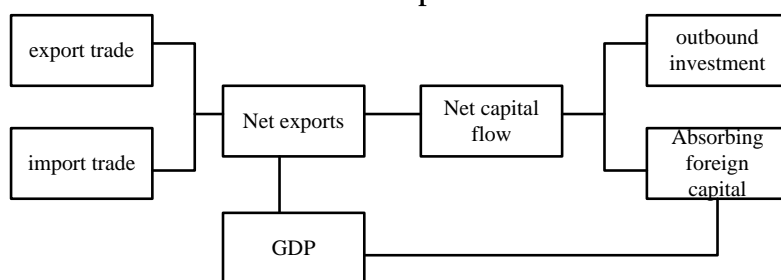 export trade
import trade
Net exports
GDP
Net capital
flow
outbound
investment
Absorbing
foreign
capital